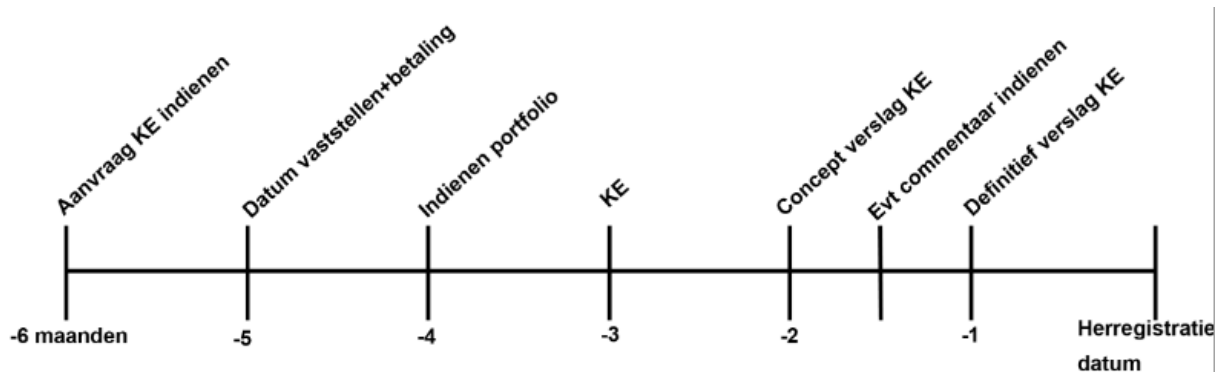 Aanvraag KE indienen
Datum vaststellen+betaling
Indienen portfolio
KE
Concept verslag KE
Evt commentaar indienen
Definitief verslag KE
-6 maanden
-5
-4
-3
-2
-1
Herregistratie
datum